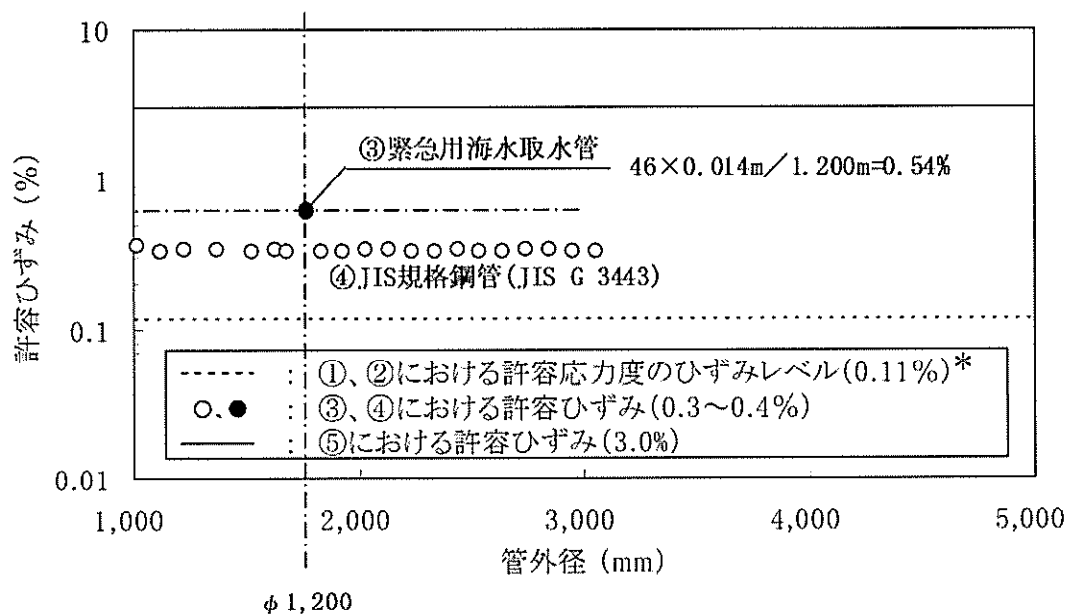 10
③緊急用海水取水管
46×0.014m／1.200m=0.54%
1
許容ひずみ (%)
④JIS規格鋼管(JIS G 3443)
0.1
①、②における許容応力度のひずみレベル(0.11%)*
○、● : ③、④における許容ひずみ(0.3～0.4%)
: ⑤における許容ひずみ(3.0%)
0.01
1,000 2,000 3,000 4,000 5,000
管外径 (mm)
φ1,200